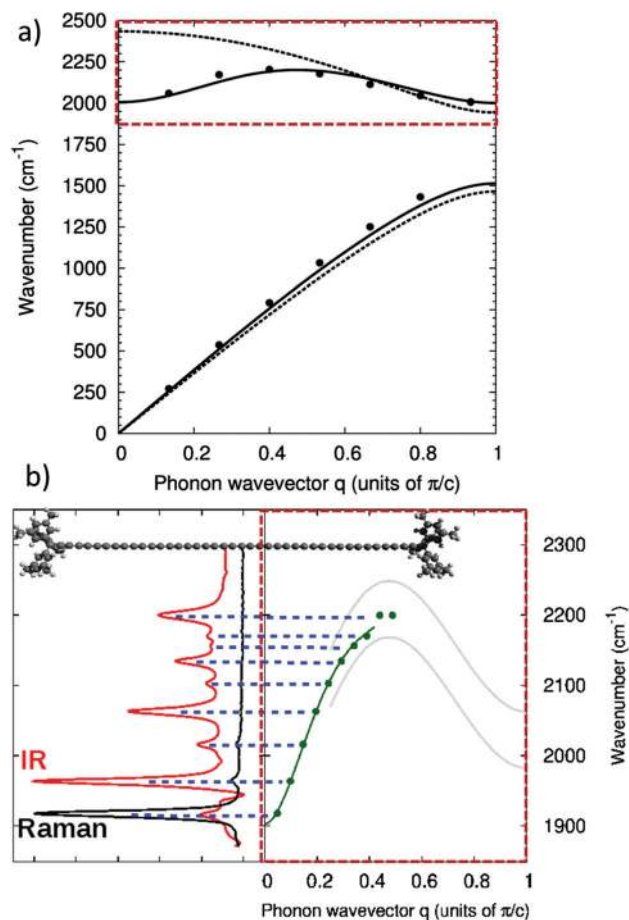 a)
2500
2250
2000
1750
1500
1250
1000
750
500
250
0
Wavenumber (cm⁻¹)
0 0.2 0.4 0.6 0.8 1
Phonon wavevector q (units of π/c)
b)
2300
2200
2100
2000
1900
Wavenumber (cm⁻¹)
IR
Raman
0 0.2 0.4 0.6 0.8 1
Phonon wavevector q (units of π/c)